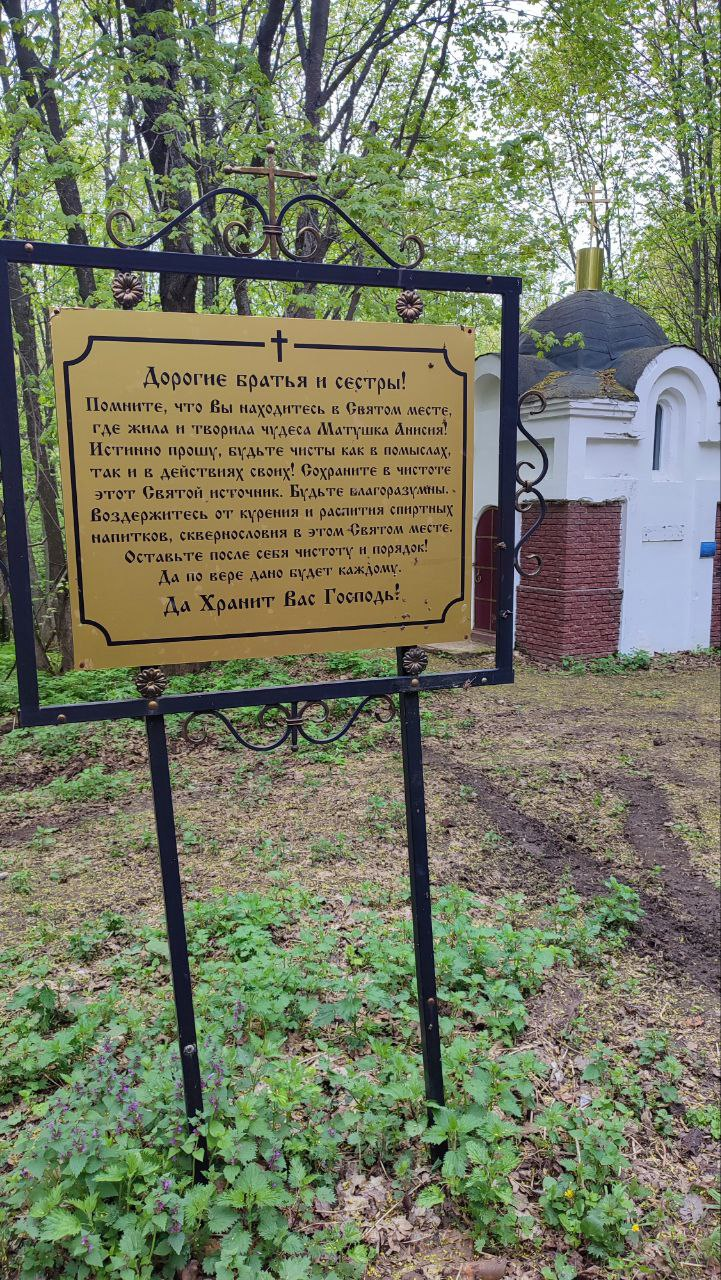 Дорогие братья и сестры!
Помните, что Вы находитесь в Святом месте,
где жила и творила чудеса Матушка Анисия!
Истинно прошу, будьте чисты как в помыслах,
так и в действиях своих! Сохраните в чистоте
этот Святой источник. Будьте благоразумны.
Воздержитесь от курения и распития спиртных
напитков, сквернословия в этом Святом месте.
Оставьте после себя чистоту и порядок!
Да по вере дано будет каждому.
Да Хранит Вас Господь!